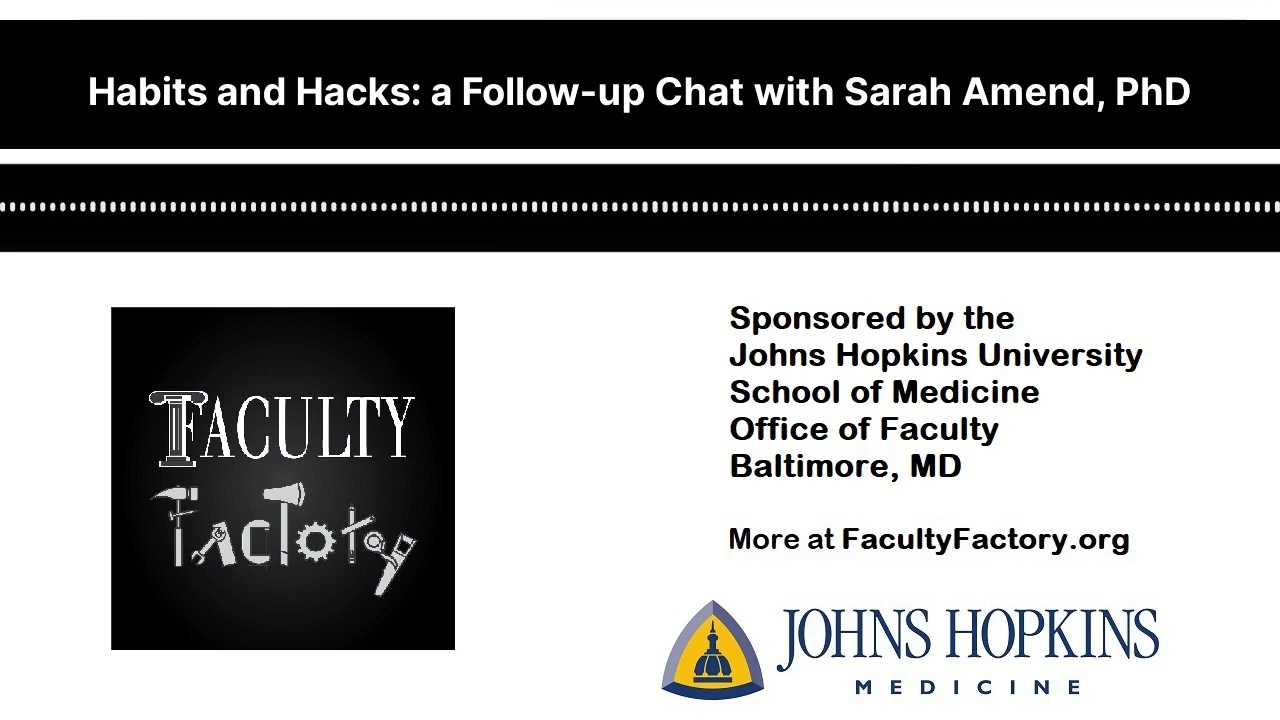 Habits and Hacks: a Follow-up Chat with Sarah Amend, PhD
FACULTY
FACTORY
Sponsored by the
Johns Hopkins University
School of Medicine
Office of Faculty
Baltimore, MD
More at FacultyFactory.org
JOHNS HOPKINS
MEDICINE